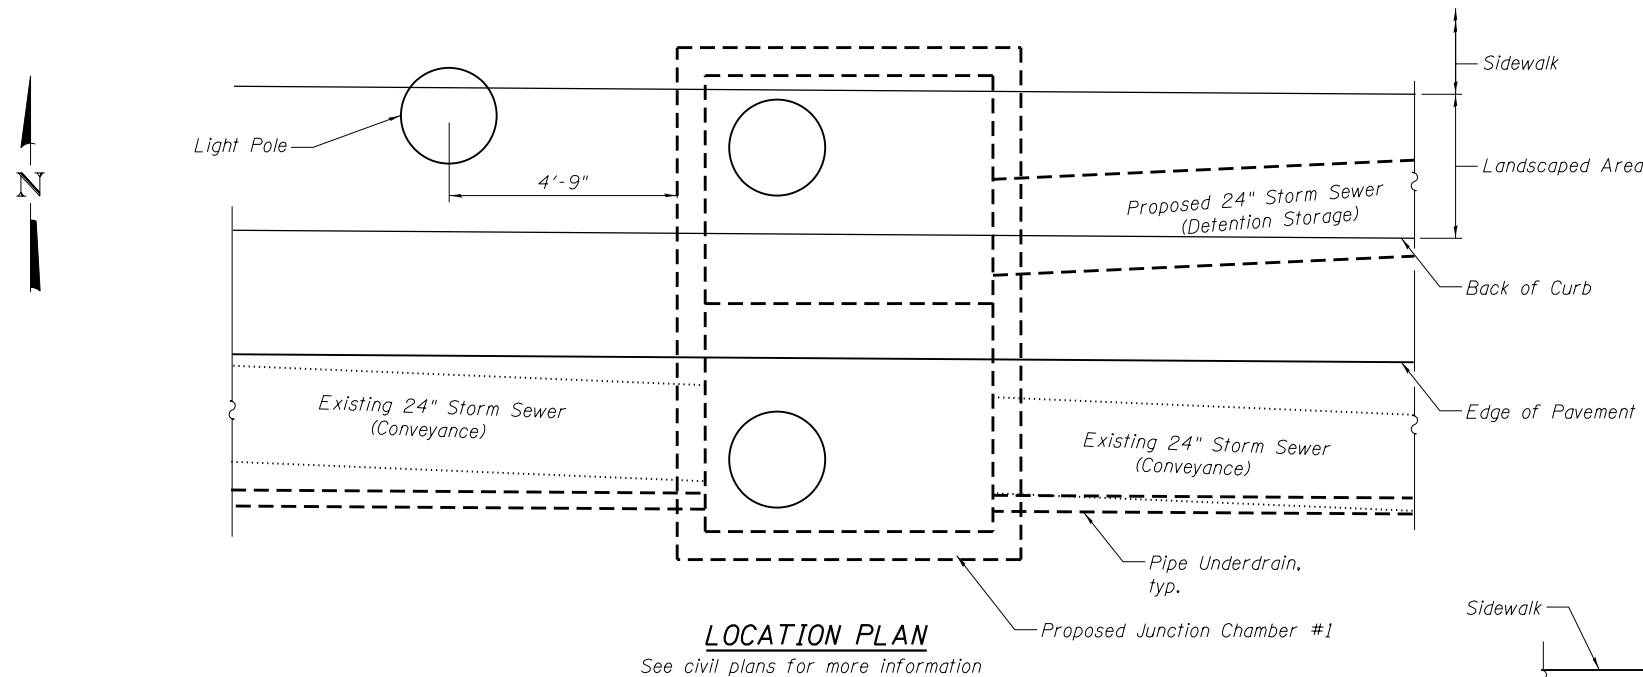 Sidewalk
Light Pole
N
4'-9"
Landscaped Area
Proposed 24" Storm Sewer
(Detention Storage)
Back of Curb
Existing 24" Storm Sewer
(Conveyance)
Edge of Pavement
Existing 24" Storm Sewer
(Conveyance)
Pipe Underdrain,
typ.
Proposed Junction Chamber #1
Sidewalk
LOCATION PLAN
See civil plans for more information